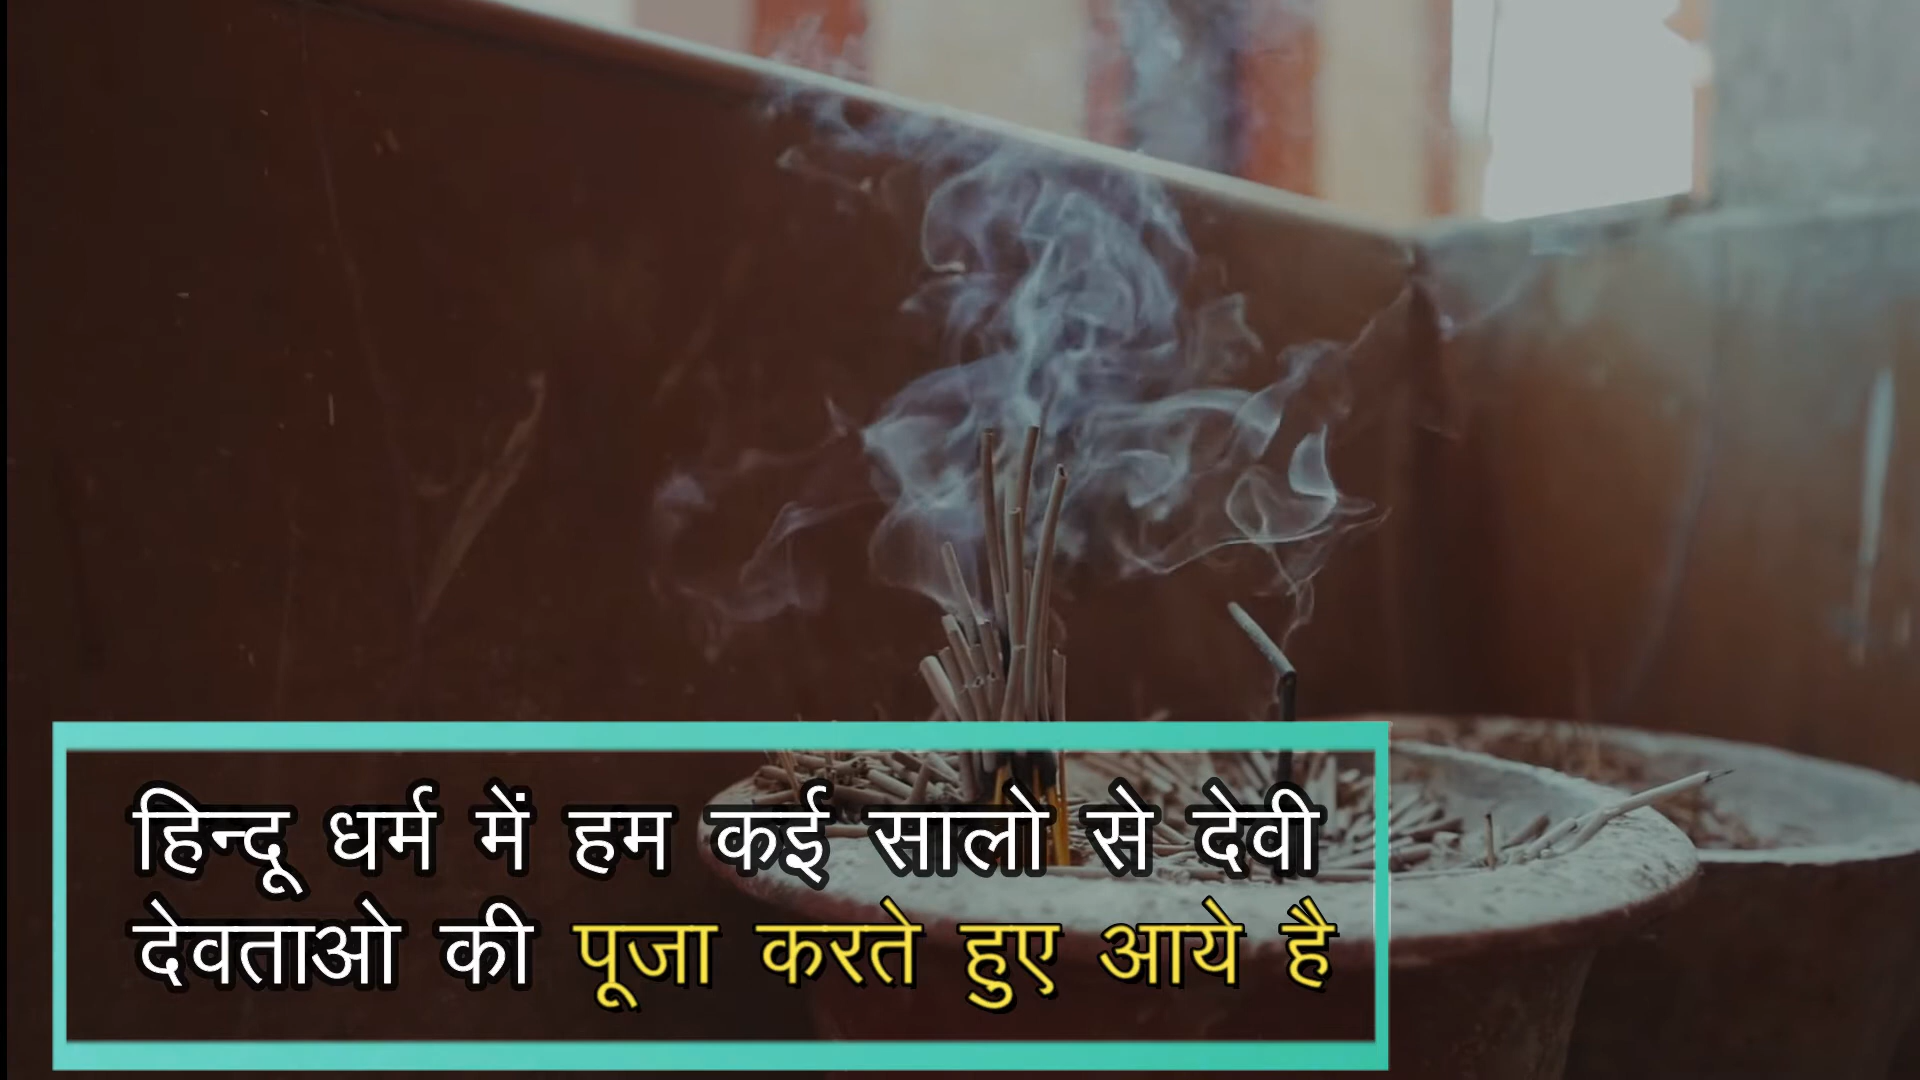 हिन्दू धर्म में हम कई सालो से देवी
देवताओ की पूजा करते हुए आये है